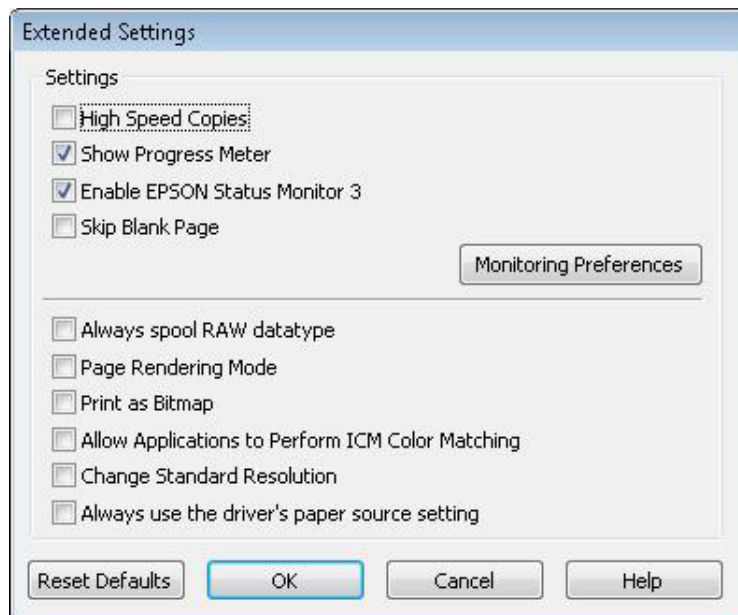 Extended Settings
Settings
High Speed Copies
Show Progress Meter
Enable EPSON Status Monitor 3
Skip Blank Page
Monitoring Preferences
Always spool RAW datatype
Page Rendering Mode
Print as Bitmap
Allow Applications to Perform ICM Color Matching
Change Standard Resolution
Always use the driver's paper source setting
Reset Defaults OK Cancel Help